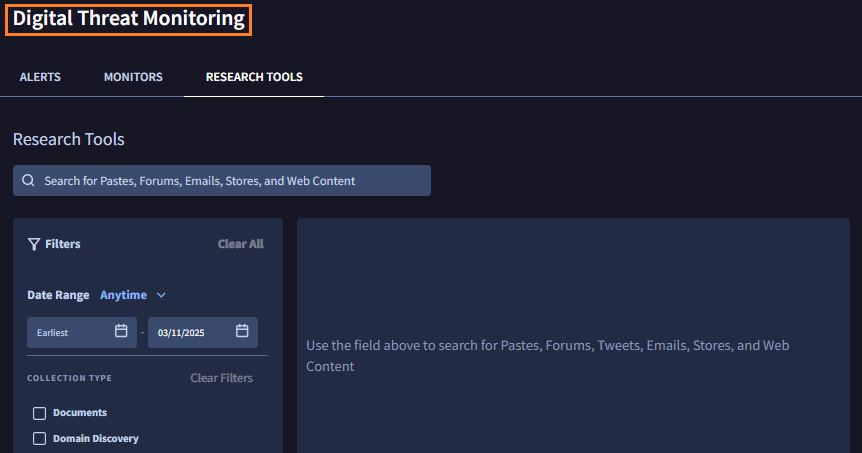 Digital Threat Monitoring
ALERTS MONITORS RESEARCH TOOLS
Research Tools
Search for Pastes, Forums, Emails, Stores, and Web Content
Filters Clear All
Date Range Anytime
Earliest - 03/11/2025
COLLECTION TYPE Clear Filters
Documents
Domain Discovery
Use the field above to search for Pastes, Forums, Tweets, Emails, Stores, and Web
Content